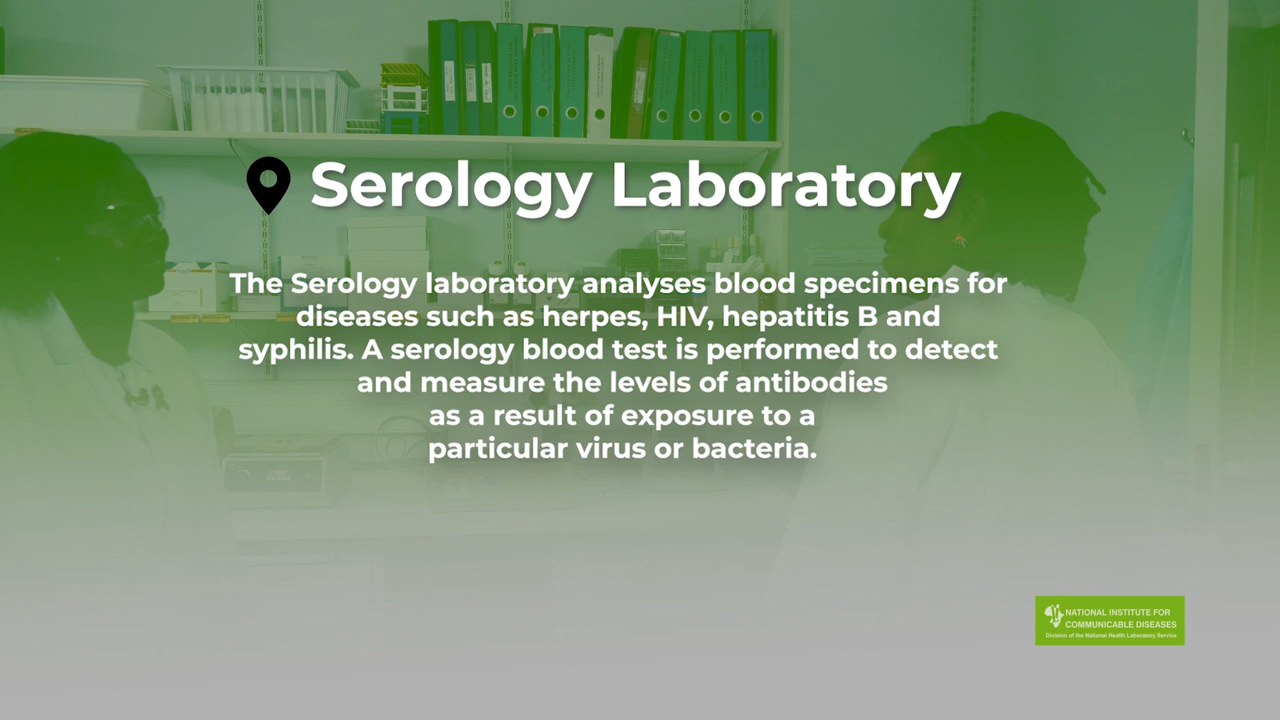 Serology Laboratory
The Serology laboratory analyses blood specimens for
diseases such as herpes, HIV, hepatitis B and
syphilis. A serology blood test is performed to detect
and measure the levels of antibodies
as a result of exposure to a
particular virus or bacteria.
NATIONAL INSTITUTE FOR
COMMUNICABLE DISEASES
Division of the National Health Laboratory Service